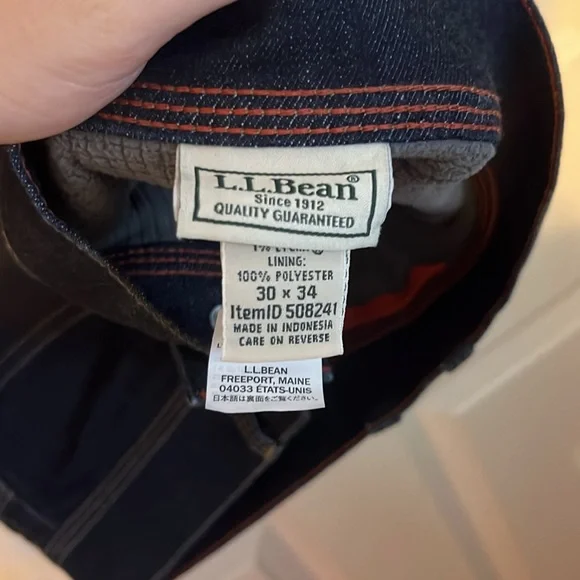 L.L.Bean®
Since 1912
QUALITY GUARANTEED
LINING:
100% POLYESTER
30 x 34
ItemID 508241
MADE IN INDONESIA
CARE ON REVERSE
L.L.BEAN
FREEPORT, MAINE
04033 ÉTATS-UNIS
日本語は裏面をご覧ください。